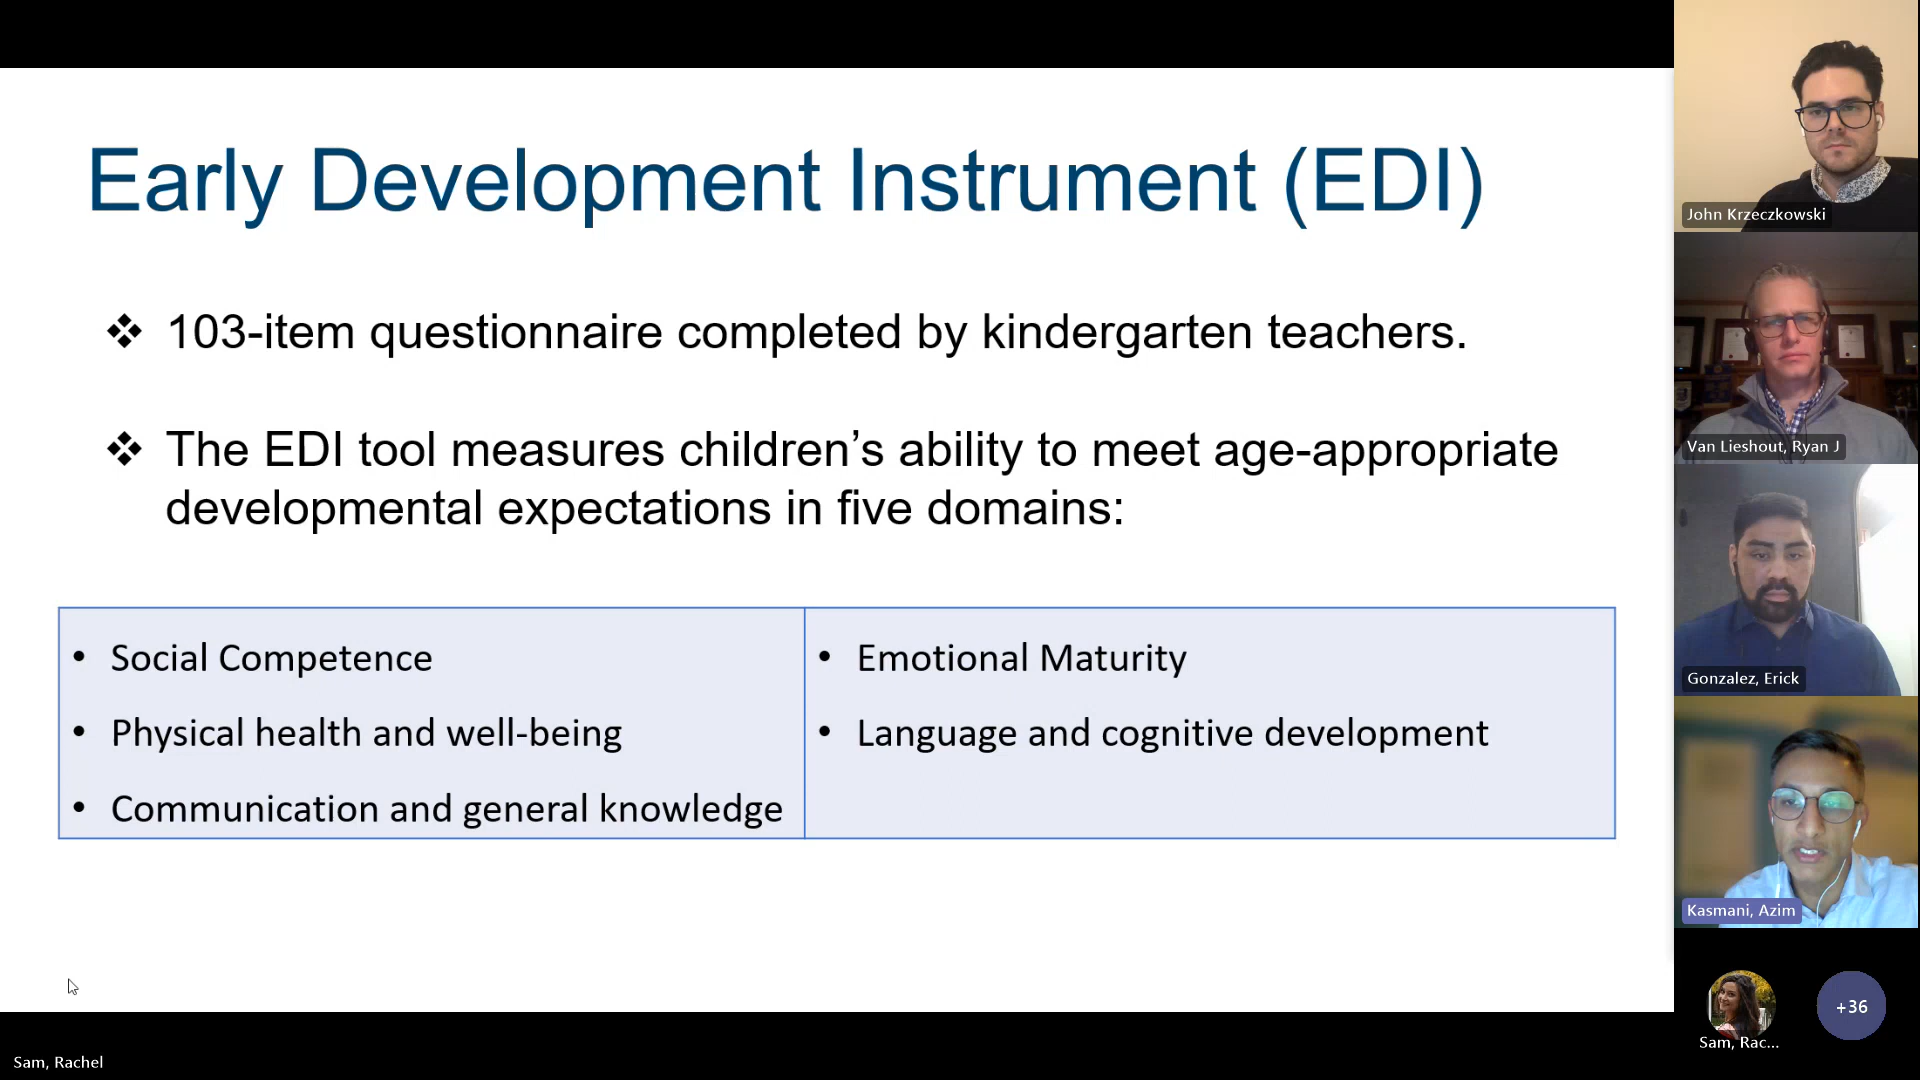 Early Development Instrument (EDI)
❖ 103-item questionnaire completed by kindergarten teachers.
❖ The EDI tool measures children’s ability to meet age-appropriate
developmental expectations in five domains:
• Social Competence
• Physical health and well-being
• Communication and general knowledge
• Emotional Maturity
• Language and cognitive development
John Krzeczkowski
Van Lieshout, Ryan J
Gonzalez, Erick
Kasmani, Azim
Sam, Rac...
+36
Sam, Rachel